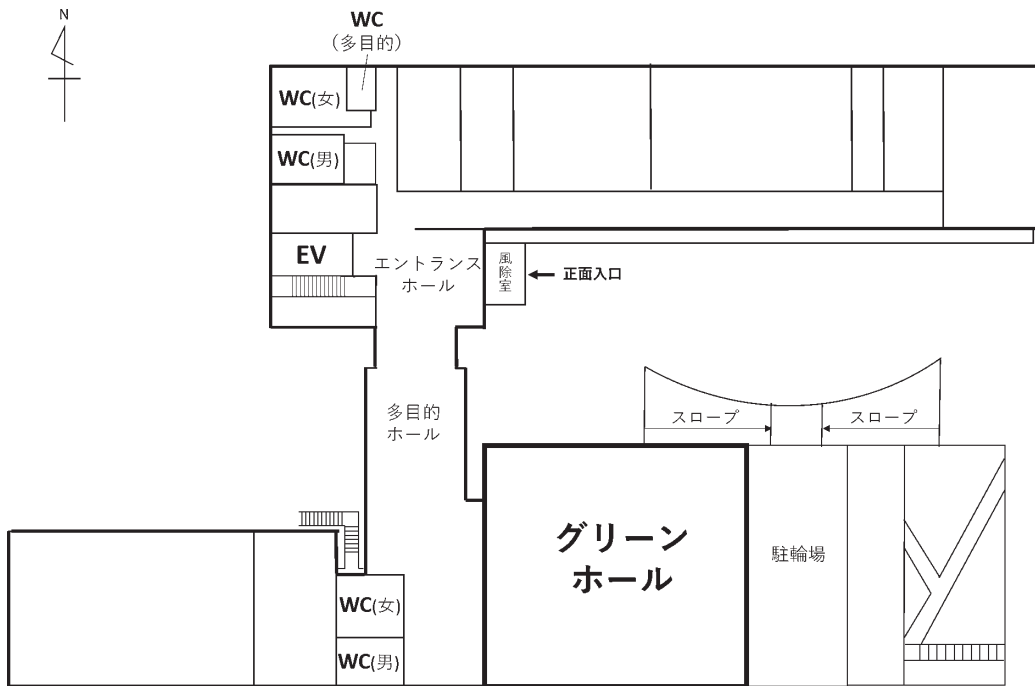 N
WC
（多目的）
WC(女)
WC(男)
EV
エントランス
ホール
風除室
正面入口
多目的
ホール
スロープ
スロープ
グリーン
ホール
駐輪場
WC(女)
WC(男)